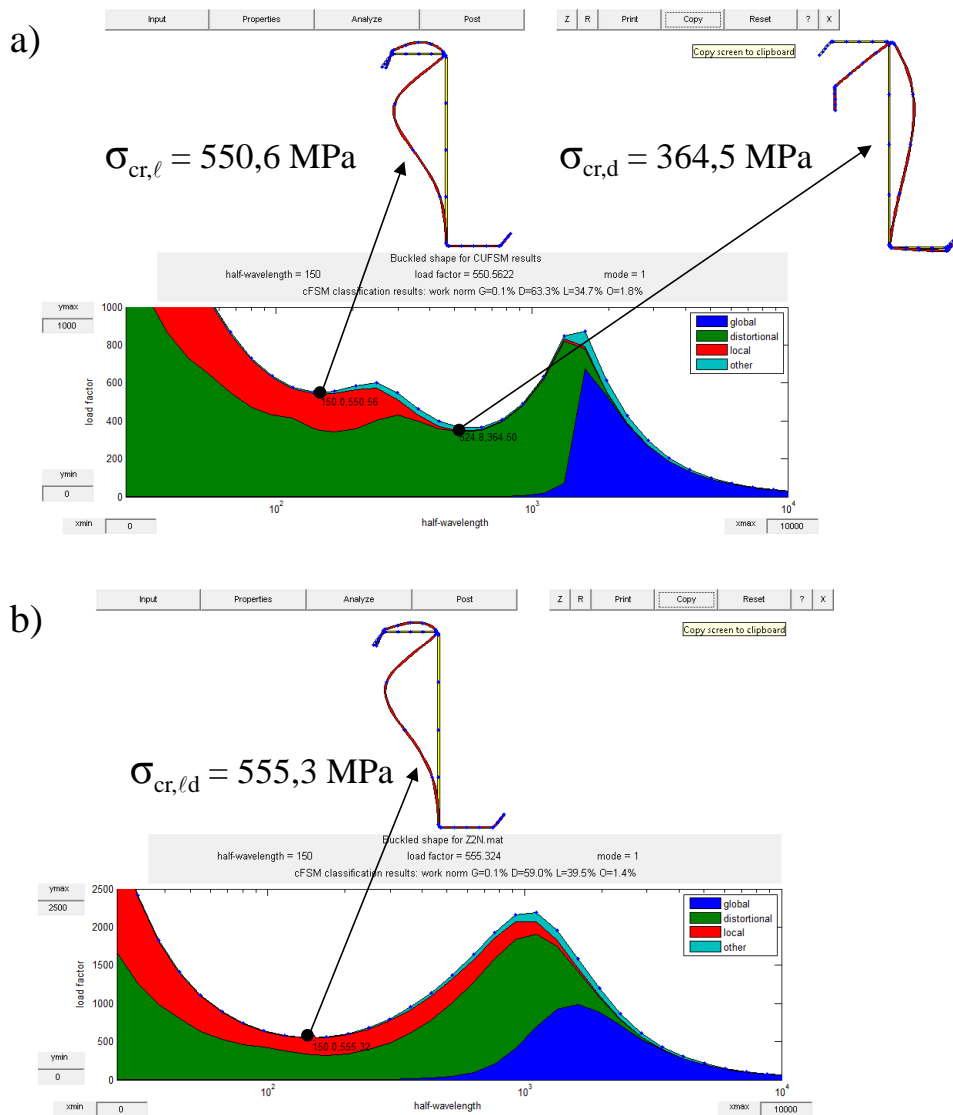 a)
Input Properties Analyze Post Z R Print Copy Reset ? X
Copy screen to clipboard
σcr,ℓ = 550,6 MPa
σcr,d = 364,5 MPa
Buckled shape for CUFSM results
half-wavelength = 150 load factor = 550.5622 mode = 1
cFSM classification results: work norm G=0.1% D=63.3% L=34.7% O=1.8%
ymax
1000
ymin
0
load factor
1000
800
600
400
200
0
global
distortional
local
other
150.0,550.56
524.8,364.50
10² 10³ 10⁴
xmin 0 half-wavelength xmax 10000
b)
Input Properties Analyze Post Z R Print Copy Reset ? X
Copy screen to clipboard
σcr,ℓd = 555,3 MPa
Buckled shape for Z2N.mat
half-wavelength = 150 load factor = 555.324 mode = 1
cFSM classification results: work norm G=0.1% D=59.0% L=39.5% O=1.4%
ymax
2500
ymin
0
load factor
2500
2000
1500
1000
500
0
global
distortional
local
other
150.0,555.32
10² 10³ 10⁴
xmin 0 half-wavelength xmax 10000